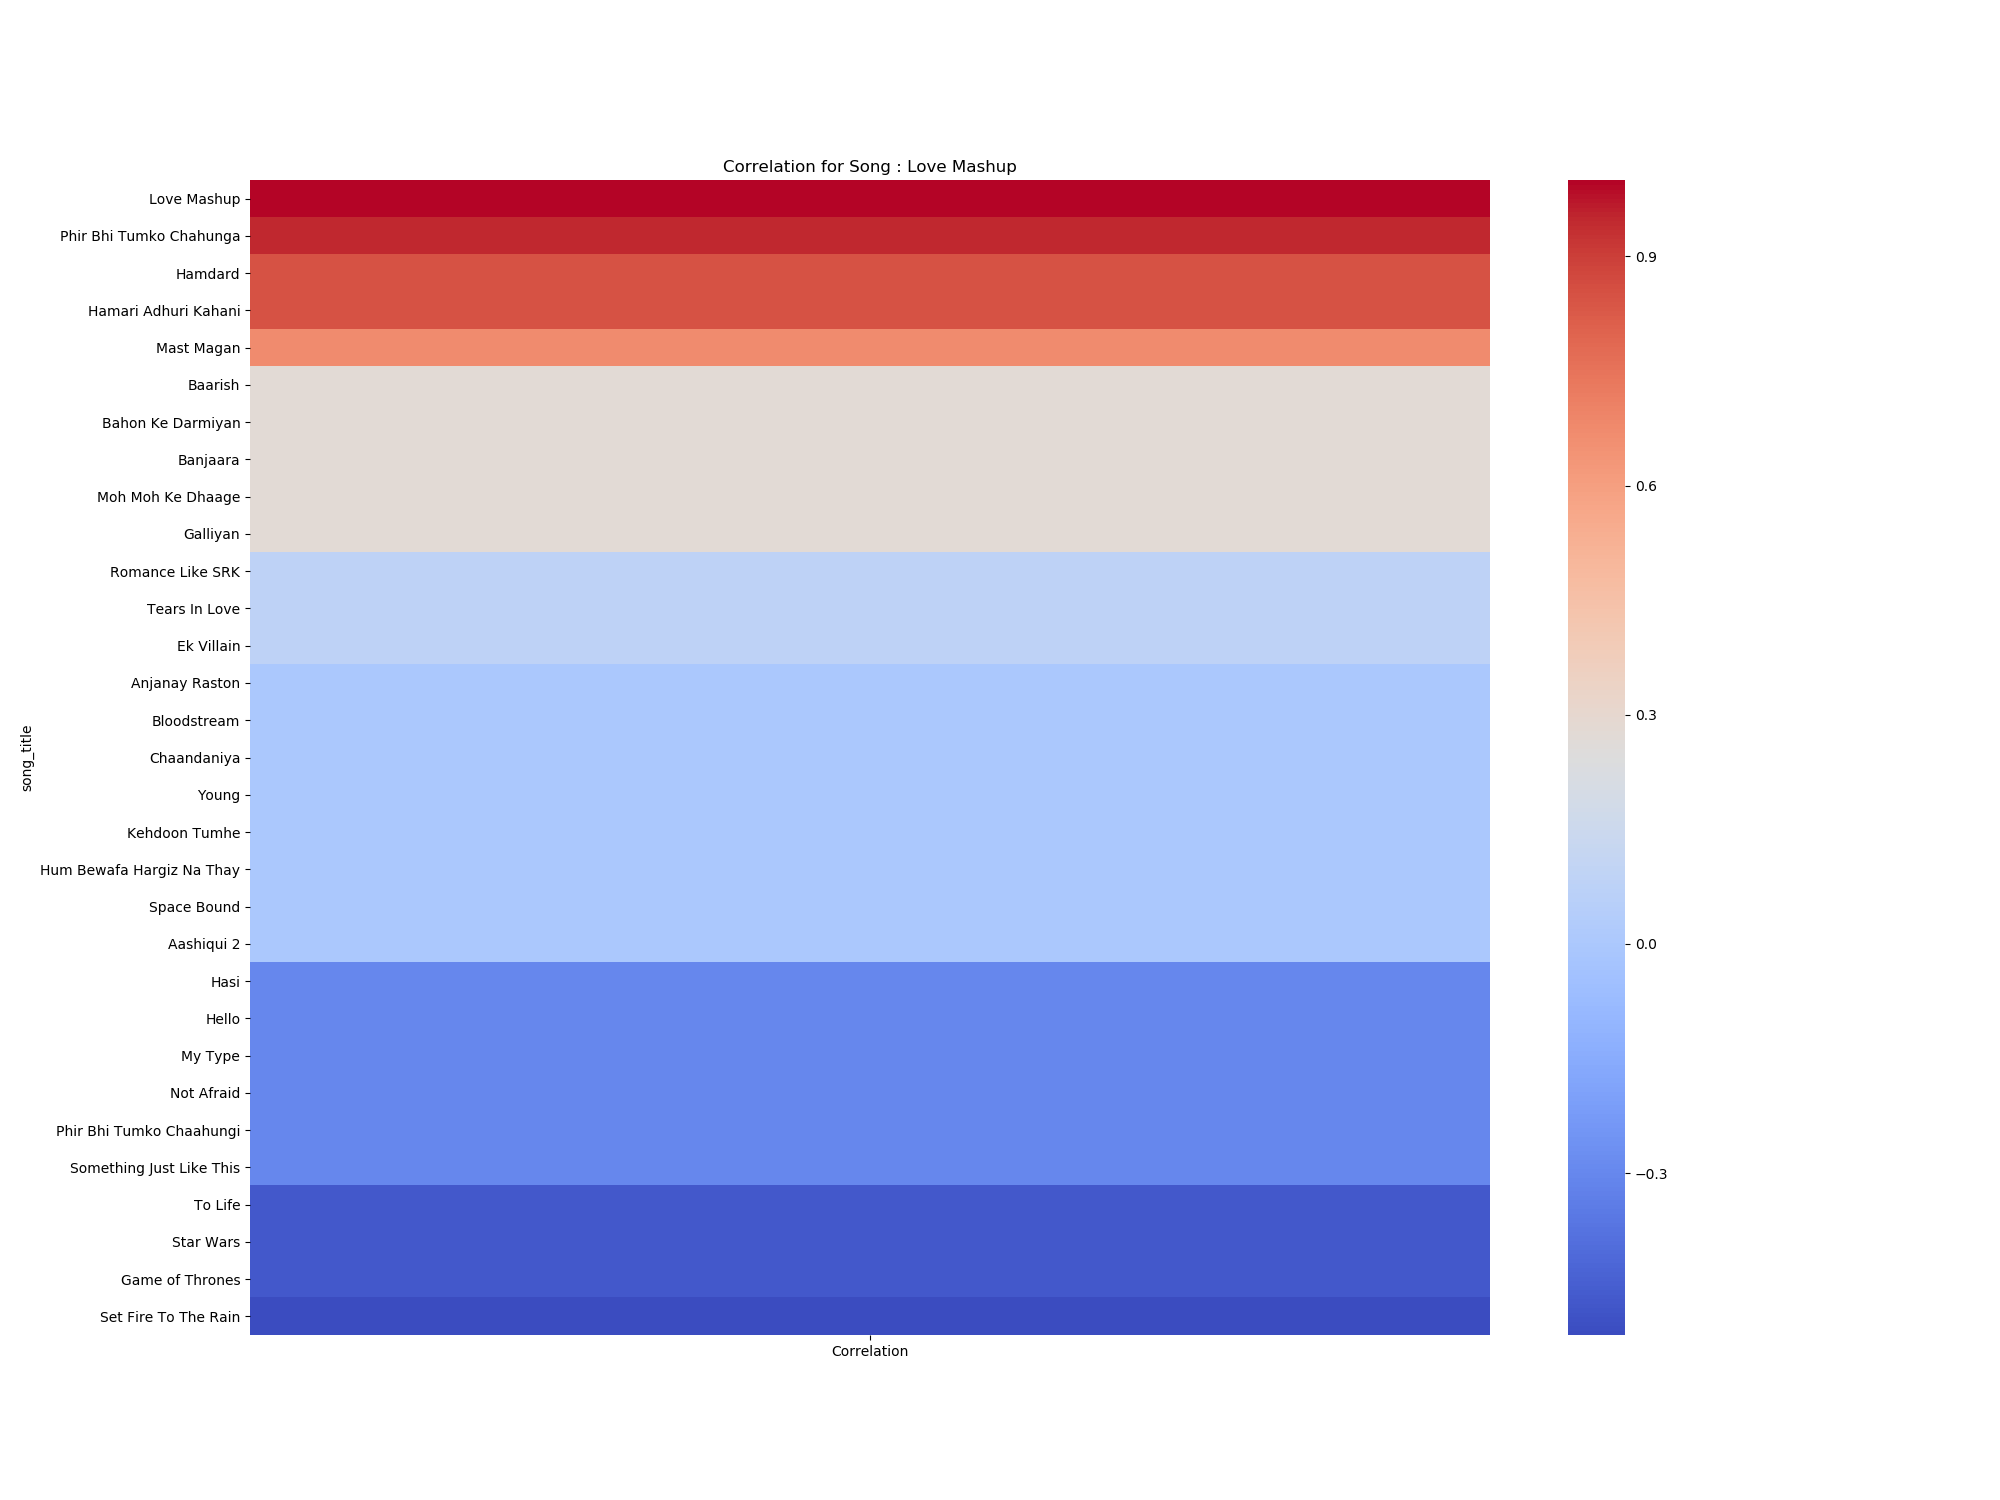 Correlation for Song : Love Mashup
Love Mashup
Phir Bhi Tumko Chahunga
Hamdard
Hamari Adhuri Kahani
Mast Magan
Baarish
Bahon Ke Darmiyan
Banjaara
Moh Moh Ke Dhaage
Galliyan
Romance Like SRK
Tears In Love
Ek Villain
Anjanay Raston
Bloodstream
Chaandaniya
Young
Kehdoon Tumhe
Hum Bewafa Hargiz Na Thay
Space Bound
Aashiqui 2
Hasi
Hello
My Type
Not Afraid
Phir Bhi Tumko Chaahungi
Something Just Like This
To Life
Star Wars
Game of Thrones
Set Fire To The Rain
song_title
Correlation
0.9
0.6
0.3
0.0
−0.3